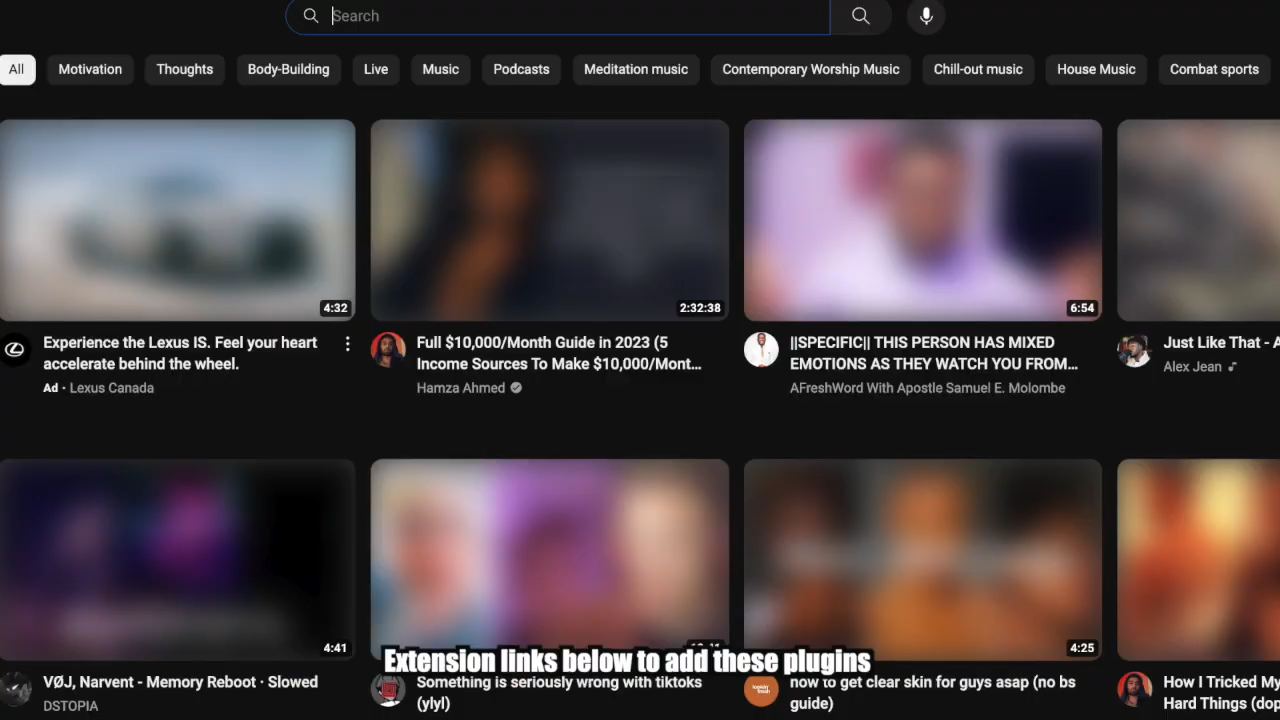 Search
All
Motivation
Thoughts
Body-Building
Live
Music
Podcasts
Meditation music
Contemporary Worship Music
Chill-out music
House Music
Combat sports
4:32
2:32:38
6:54
Experience the Lexus IS. Feel your heart
accelerate behind the wheel.
Ad · Lexus Canada
Full $10,000/Month Guide in 2023 (5
Income Sources To Make $10,000/Mont...
Hamza Ahmed
||SPECIFIC|| THIS PERSON HAS MIXED
EMOTIONS AS THEY WATCH YOU FROM...
AFreshWord With Apostle Samuel E. Molombe
Just Like That - A
Alex Jean
4:41
4:25
Extension links below to add these plugins
VØJ, Narvent - Memory Reboot · Slowed
DSTOPIA
Something is seriously wrong with tiktoks
(ylyl)
how to get clear skin for guys asap (no bs
guide)
How I Tricked My
Hard Things (dop